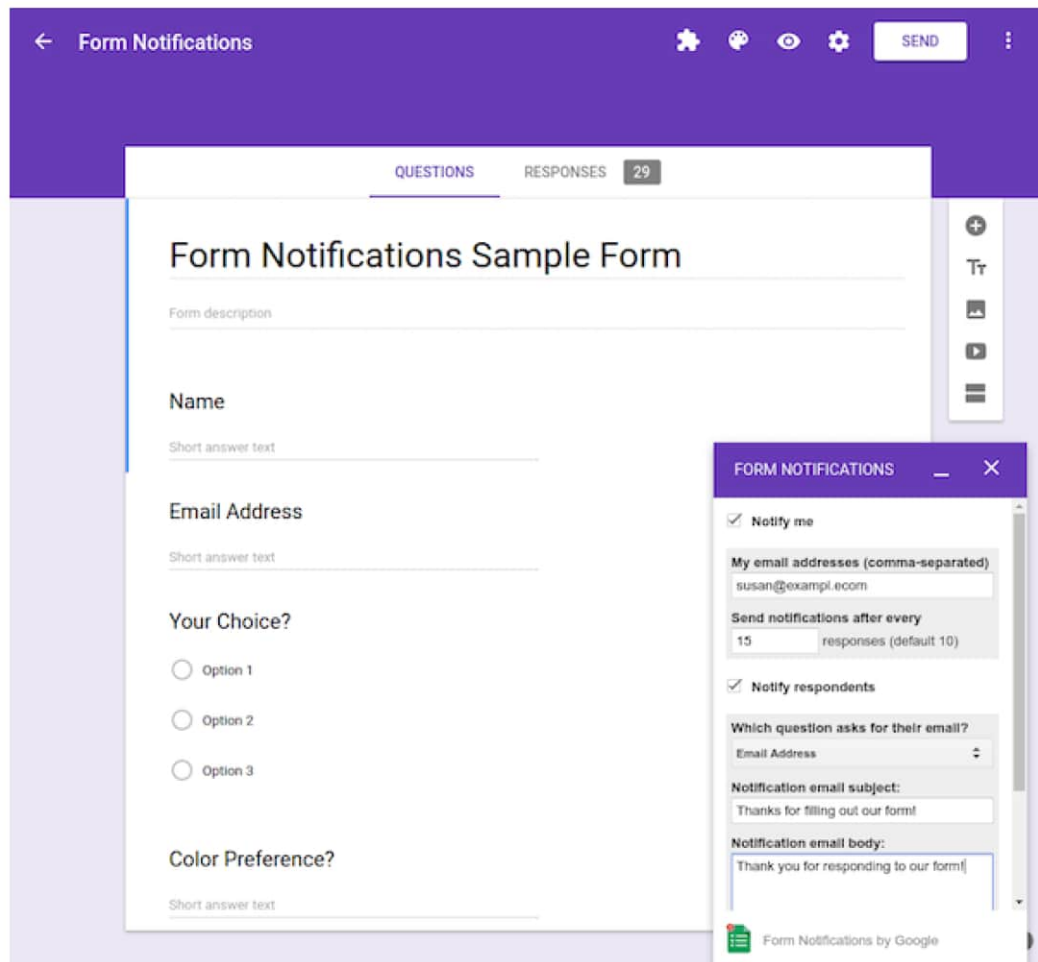 Form Notifications
SEND
QUESTIONS RESPONSES 29
Form Notifications Sample Form
Form description
Name
Short answer text
Email Address
Short answer text
Your Choice?
Option 1
Option 2
Option 3
Color Preference?
Short answer text
Tт
FORM NOTIFICATIONS
Notify me
My email addresses (comma-separated)
susan@exampl.ecom
Send notifications after every
15 responses (default 10)
Notify respondents
Which question asks for their email?
Email Address
Notification email subject:
Thanks for filling out our form!
Notification email body:
Thank you for responding to our form!
Form Notifications by Google